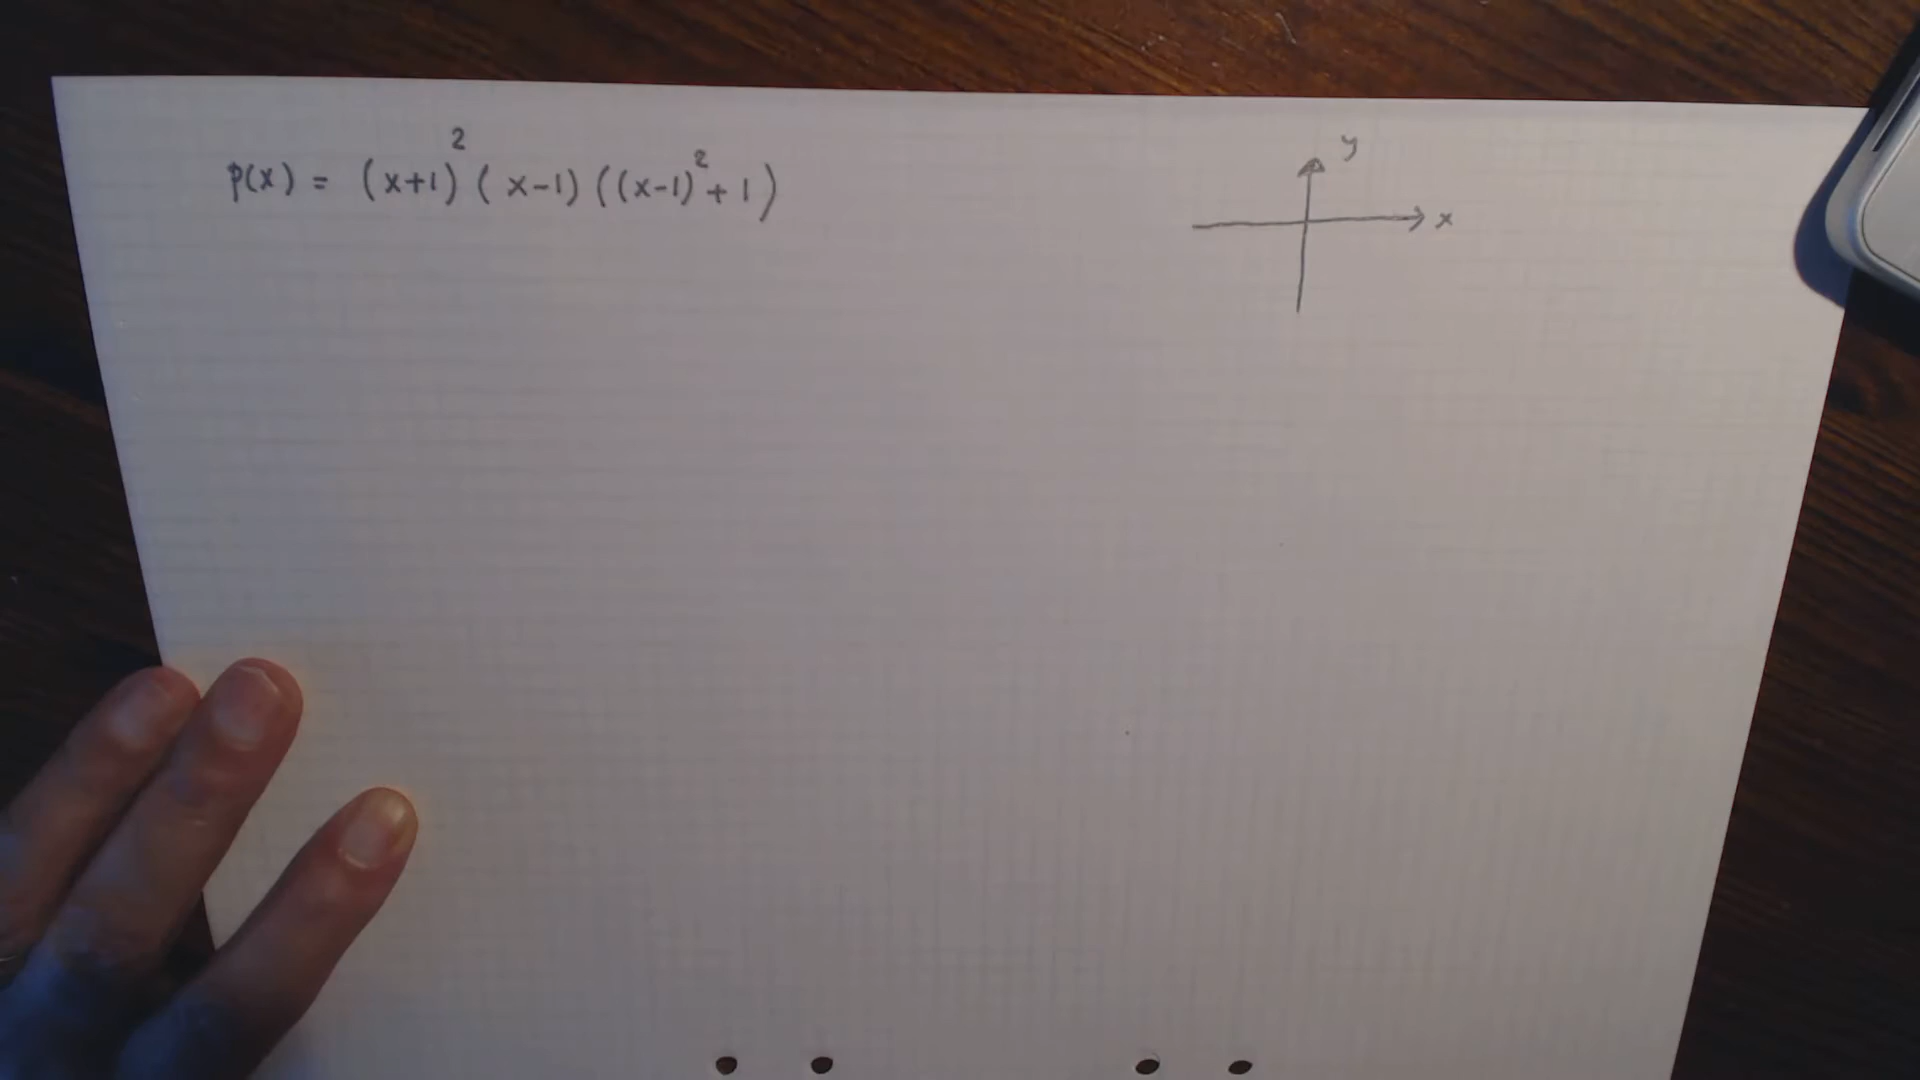 p(x) = (x+1)² (x-1) ((x-1)² + 1)
y
x